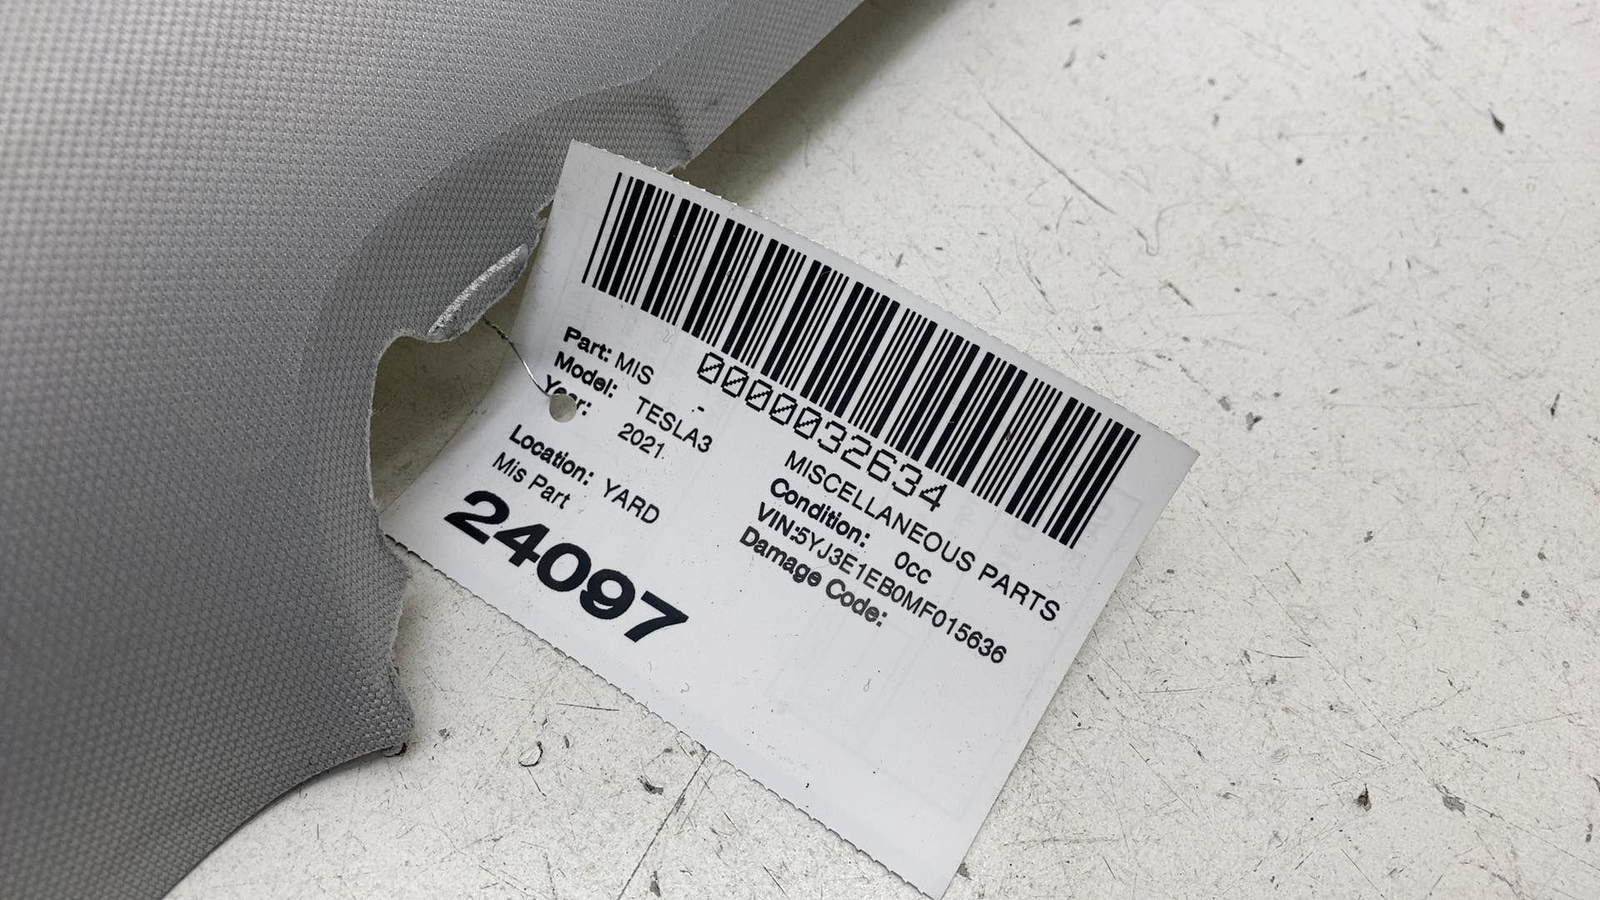 0000032634
Part: MIS
Model: -
TESLA3
Year: 2021
Location: YARD
Mis Part
24097
MISCELLANEOUS PARTS
Condition: 0cc
VIN:5YJ3E1EB0MF015636
Damage Code: